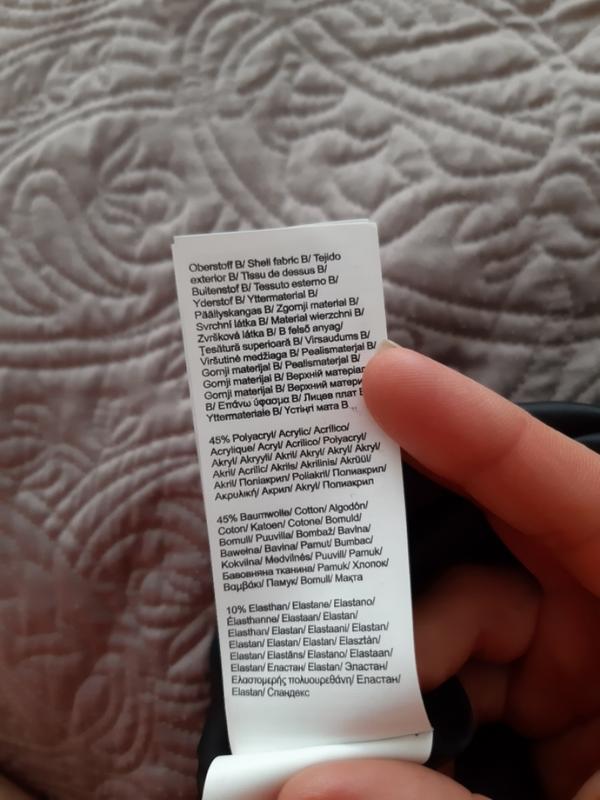 Oberstoff B/ Shell fabric B/ Tejido
exterior B/ Tissu de dessus B/
Buitenstof B/ Tessuto esterno B/
Yderstof B/ Yttermaterial B/
Päällyskangas B/ Zgornji material B/
Svrchní látka B/ Material wierzchni B/
Zvršková látka B/ B felső anyag/
Țesătură superioară B/ Virsaudums B/
Viršutinė medžiaga B/ Pealismaterjal B/
Gornji materijal B/ Pealismaterjal B/
Gornji materijal B/ Верхній матеріал
Gornji materijal B/ Верхний
B/ Επάνω ύφασμα B/ Лицев плат
Yttermateriale B/ Үстіңгі мата B
45% Polyacryl/ Acrylic/ Acrílico/
Acrylique/ Acryl/ Acrilico/ Polyacryl/
Akryl/ Akryyli/ Akril/ Akryl/ Akryl/ Akryl/
Akril/ Acrilic/ Akrils/ Akrilinis/ Akrüül/
Akril/ Поліакрил/ Poliakril/ Полиакрил/
Ακρυλική/ Акрил/ Akryl/ Полиакрил
45% Baumwolle/ Cotton/ Algodón/
Coton/ Katoen/ Cotone/ Bomuld/
Bomull/ Puuvilla/ Bombaž/ Bavlna/
Bawełna/ Bavlna/ Pamut/ Bumbac/
Kokvilna/ Medvilnės/ Puuvill/ Pamuk/
Бавовняна тканина/ Pamuk/ Хлопок/
Βαμβάκι/ Памук/ Bomull/ Мақта
10% Elasthan/ Elastane/ Elastano/
Élasthanne/ Elastaan/ Elastan/
Elasthan/ Elastan/ Elastaani/ Elastan/
Elastan/ Elastan/ Elastan/ Elasztán/
Elastan/ Elastāns/ Elastano/ Elastaan/
Elastan/ Еластан/ Elastan/ Эластан/
Ελαστομερής πολυουρεθάνη/ Еластан/
Elastan/ Спандекс